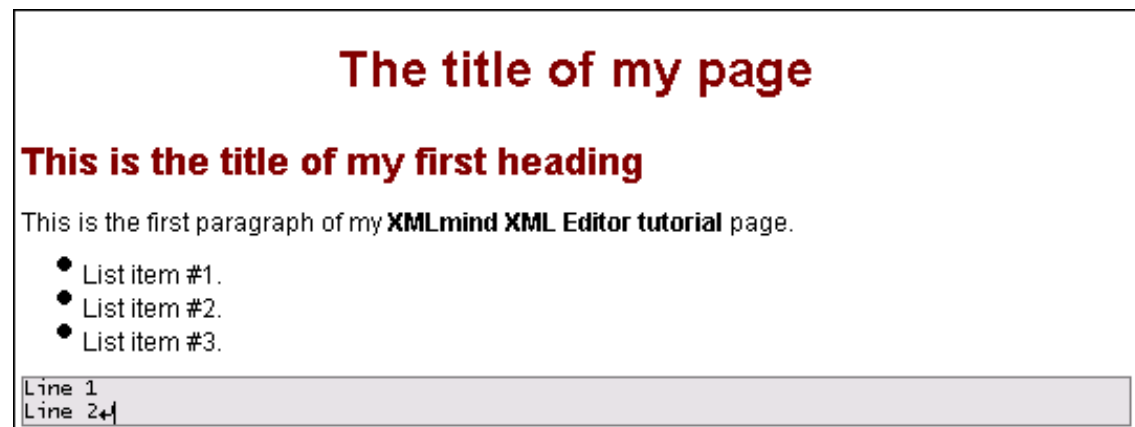 The title of my page
This is the title of my first heading
This is the first paragraph of my XMLmind XML Editor tutorial page.
List item #1.
List item #2.
List item #3.
Line 1
Line 2↵